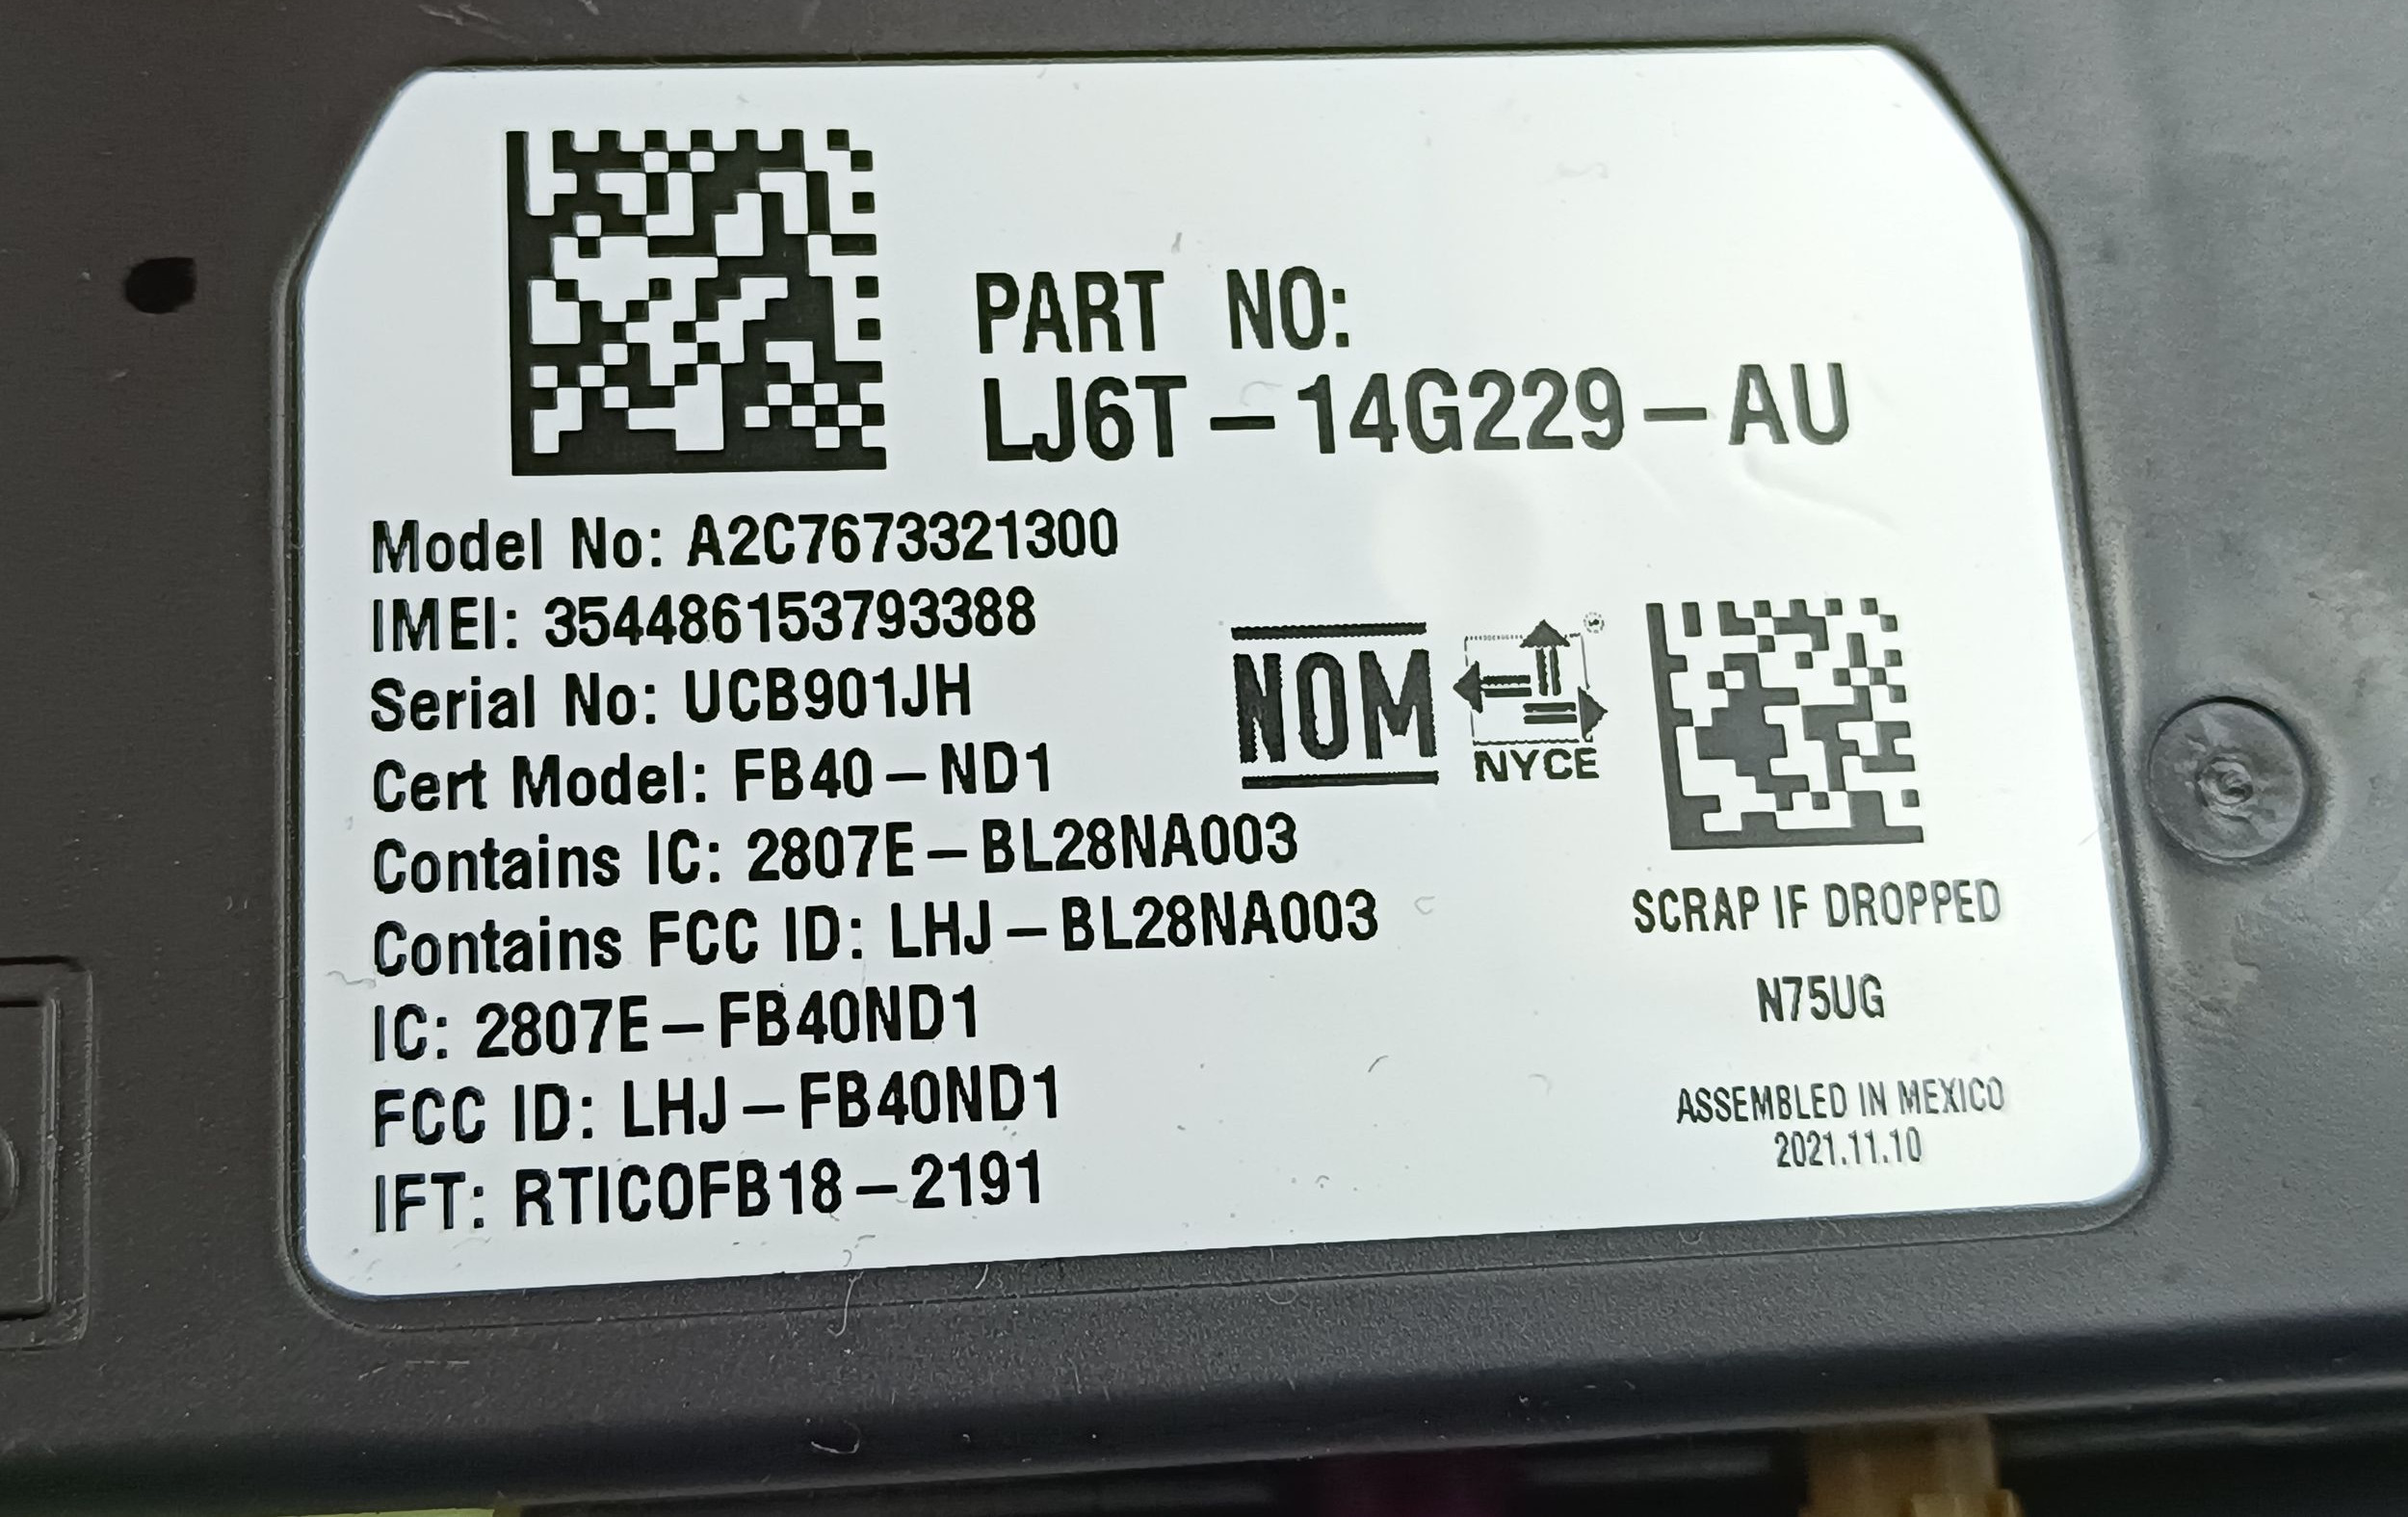 PART NO:
LJ6T-14G229-AU
Model No: A2C7673321300
IMEI: 354486153793388
Serial No: UCB901JH
Cert Model: FB40-ND1
Contains IC: 2807E-BL28NA003
Contains FCC ID: LHJ-BL28NA003
IC: 2807E-FB40ND1
FCC ID: LHJ-FB40ND1
IFT: RTICOFB18-2191
NOM
NYCE
SCRAP IF DROPPED
N75UG
ASSEMBLED IN MEXICO
2021.11.10